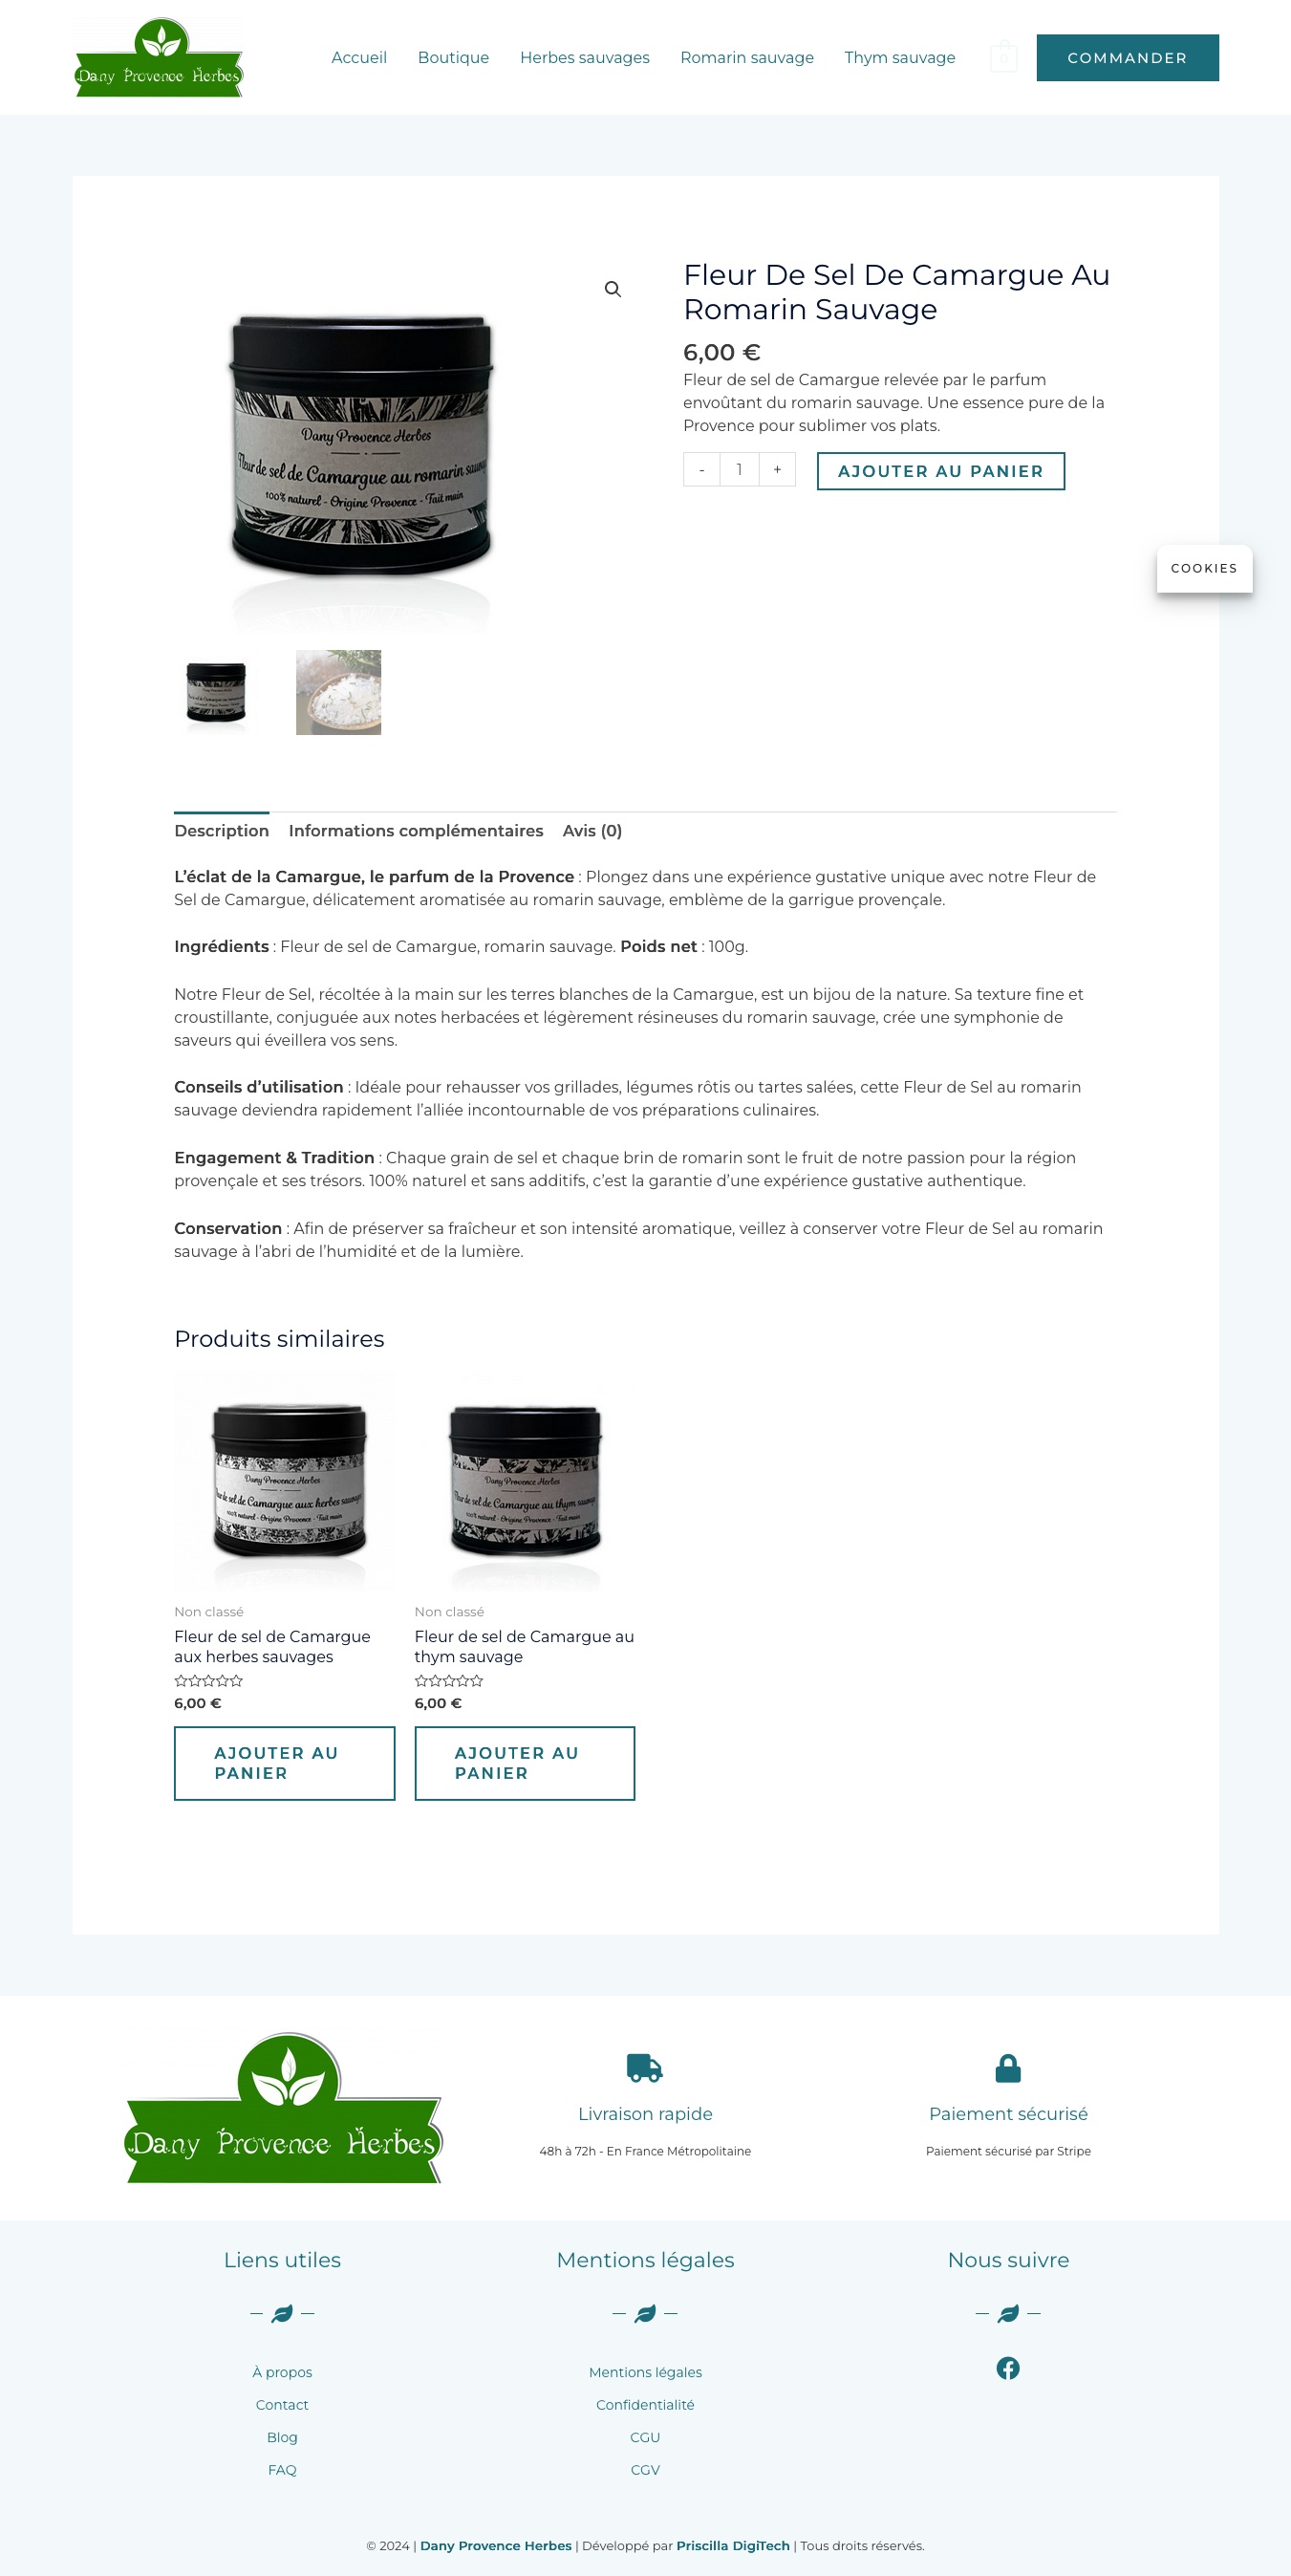 Dany Provence Herbes
Accueil
Boutique
Herbes sauvages
Romarin sauvage
Thym sauvage
0
COMMANDER
Fleur De Sel De Camargue Au
Romarin Sauvage
6,00 €
Fleur de sel de Camargue relevée par le parfum
envoûtant du romarin sauvage. Une essence pure de la
Provence pour sublimer vos plats.
- 1 +
AJOUTER AU PANIER
Dany Provence Herbes
Fleur de sel de Camargue au romarin sauvage
100% naturel - Origine Provence - Fait main
COOKIES
Description
Informations complémentaires
Avis (0)
L’éclat de la Camargue, le parfum de la Provence : Plongez dans une expérience gustative unique avec notre Fleur de
Sel de Camargue, délicatement aromatisée au romarin sauvage, emblème de la garrigue provençale.
Ingrédients : Fleur de sel de Camargue, romarin sauvage. Poids net : 100g.
Notre Fleur de Sel, récoltée à la main sur les terres blanches de la Camargue, est un bijou de la nature. Sa texture fine et
croustillante, conjuguée aux notes herbacées et légèrement résineuses du romarin sauvage, crée une symphonie de
saveurs qui éveillera vos sens.
Conseils d’utilisation : Idéale pour rehausser vos grillades, légumes rôtis ou tartes salées, cette Fleur de Sel au romarin
sauvage deviendra rapidement l’alliée incontournable de vos préparations culinaires.
Engagement & Tradition : Chaque grain de sel et chaque brin de romarin sont le fruit de notre passion pour la région
provençale et ses trésors. 100% naturel et sans additifs, c’est la garantie d’une expérience gustative authentique.
Conservation : Afin de préserver sa fraîcheur et son intensité aromatique, veillez à conserver votre Fleur de Sel au romarin
sauvage à l’abri de l’humidité et de la lumière.
Produits similaires
Dany Provence Herbes
Fleur de sel de Camargue aux herbes sauvages
100% naturel - Origine Provence - Fait main
Non classé
Fleur de sel de Camargue
aux herbes sauvages
6,00 €
AJOUTER AU
PANIER
Dany Provence Herbes
Fleur de sel de Camargue au thym sauvage
100% naturel - Origine Provence - Fait main
Non classé
Fleur de sel de Camargue au
thym sauvage
6,00 €
AJOUTER AU
PANIER
Dany Provence Herbes
Livraison rapide
48h à 72h - En France Métropolitaine
Paiement sécurisé
Paiement sécurisé par Stripe
Liens utiles
À propos
Contact
Blog
FAQ
Mentions légales
Mentions légales
Confidentialité
CGU
CGV
Nous suivre
© 2024 | Dany Provence Herbes | Développé par Priscilla DigiTech | Tous droits réservés.